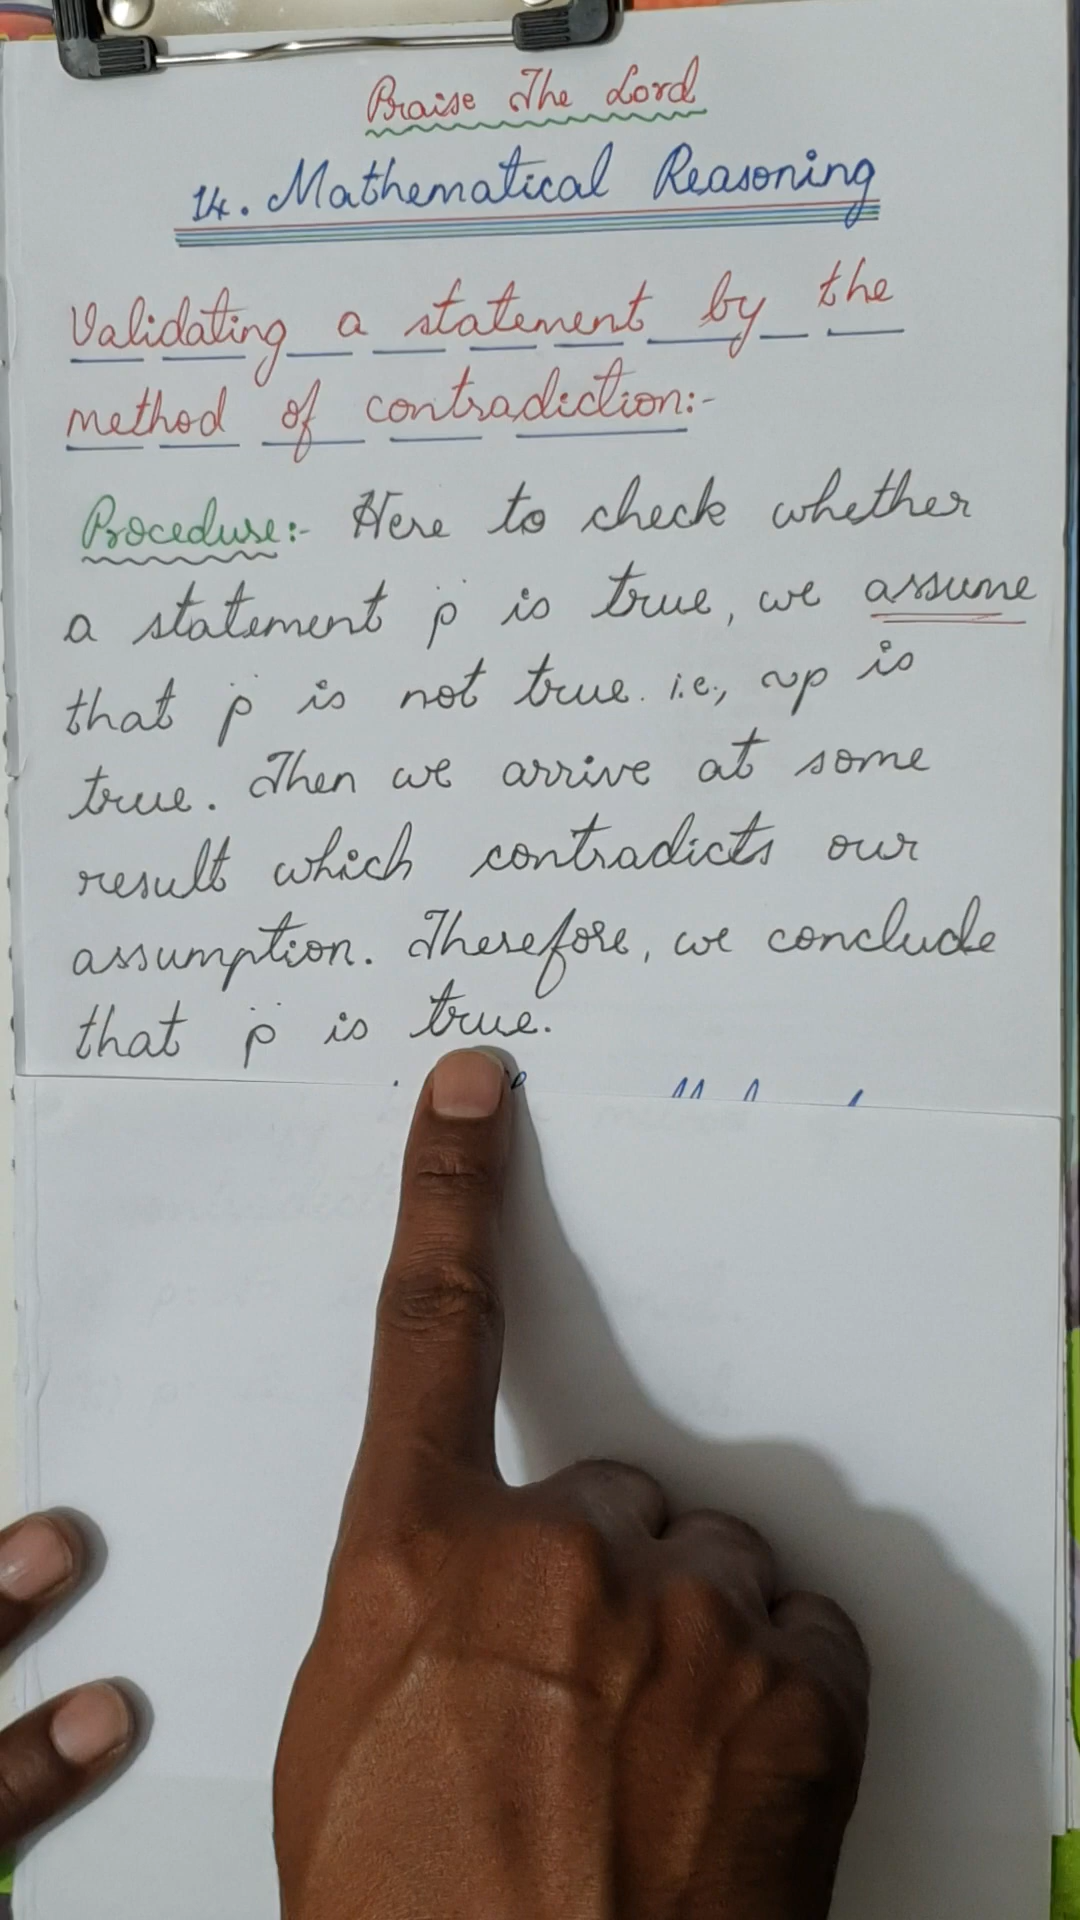 Praise The Lord
14. Mathematical Reasoning
Validating a statement by the
method of contradiction:-
Procedure:- Here to check whether
a statement p is true, we assume
that p is not true. i.e., ~p is
true. Then we arrive at some
result which contradicts our
assumption. Therefore, we conclude
that p is true.